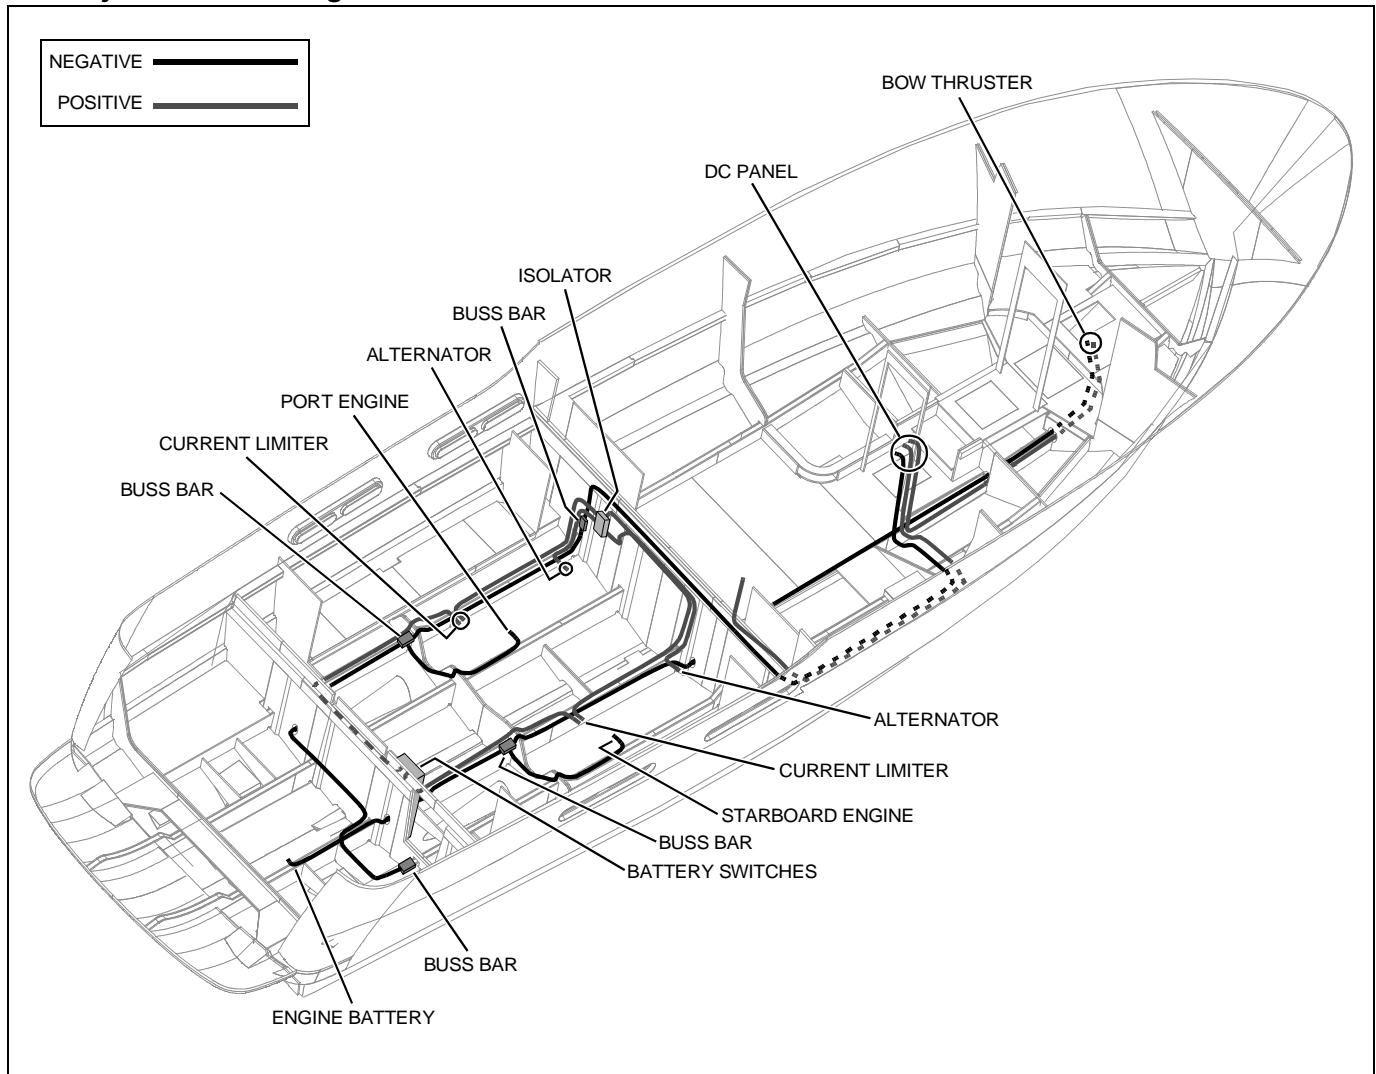 NEGATIVE
POSITIVE
BOW THRUSTER
DC PANEL
ISOLATOR
BUSS BAR
ALTERNATOR
PORT ENGINE
CURRENT LIMITER
BUSS BAR
ALTERNATOR
CURRENT LIMITER
STARBOARD ENGINE
BUSS BAR
BATTERY SWITCHES
BUSS BAR
ENGINE BATTERY